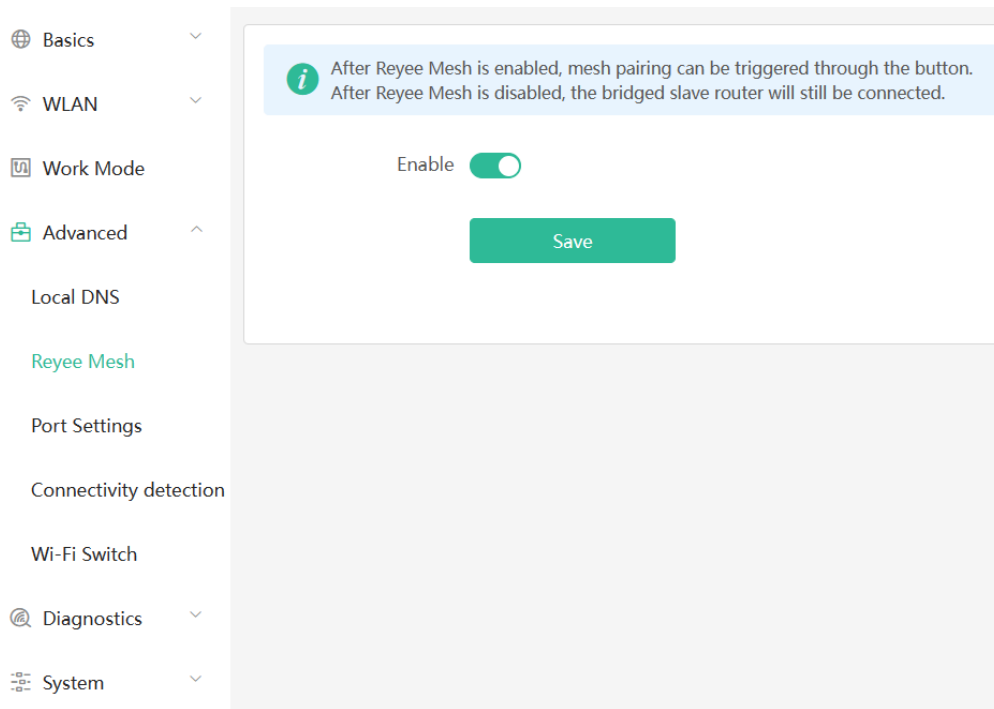 Basics
WLAN
Work Mode
Advanced
Local DNS
Reyee Mesh
Port Settings
Connectivity detection
Wi-Fi Switch
Diagnostics
System
After Reyee Mesh is enabled, mesh pairing can be triggered through the button.
After Reyee Mesh is disabled, the bridged slave router will still be connected.
Enable
Save